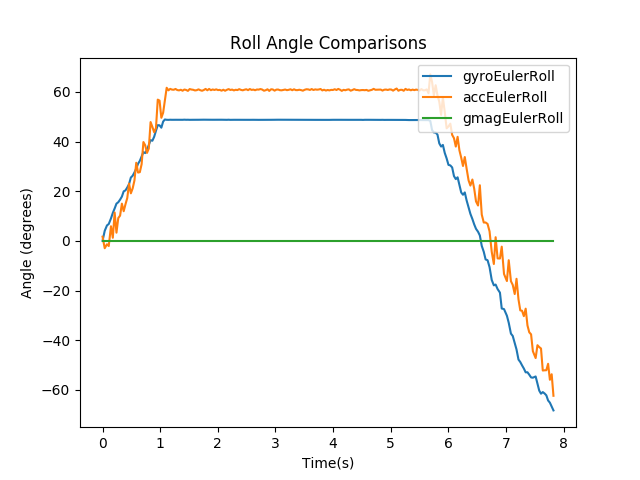 Roll Angle Comparisons
gyroEulerRoll
accEulerRoll
gmagEulerRoll
Angle (degrees)
60
40
20
0
−20
−40
−60
0 1 2 3 4 5 6 7 8
Time(s)